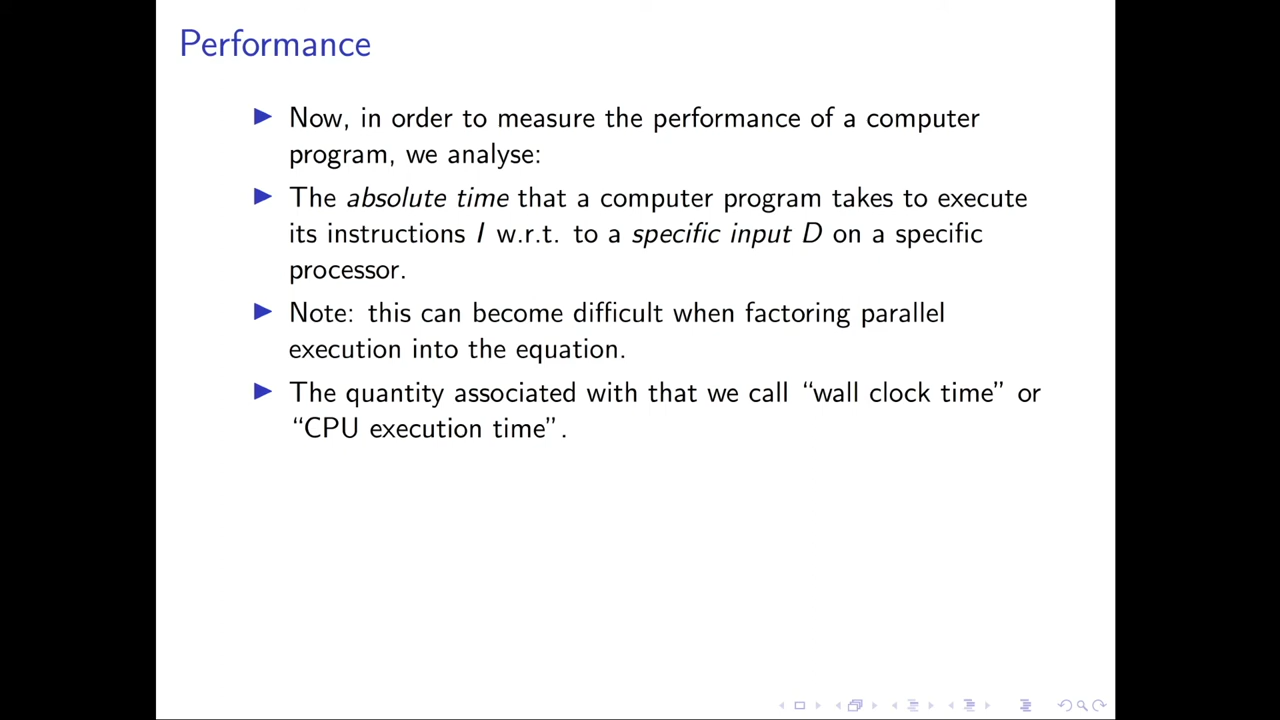 Performance
Now, in order to measure the performance of a computer
program, we analyse:
The absolute time that a computer program takes to execute
its instructions I w.r.t. to a specific input D on a specific
processor.
Note: this can become difficult when factoring parallel
execution into the equation.
The quantity associated with that we call “wall clock time” or
“CPU execution time”.